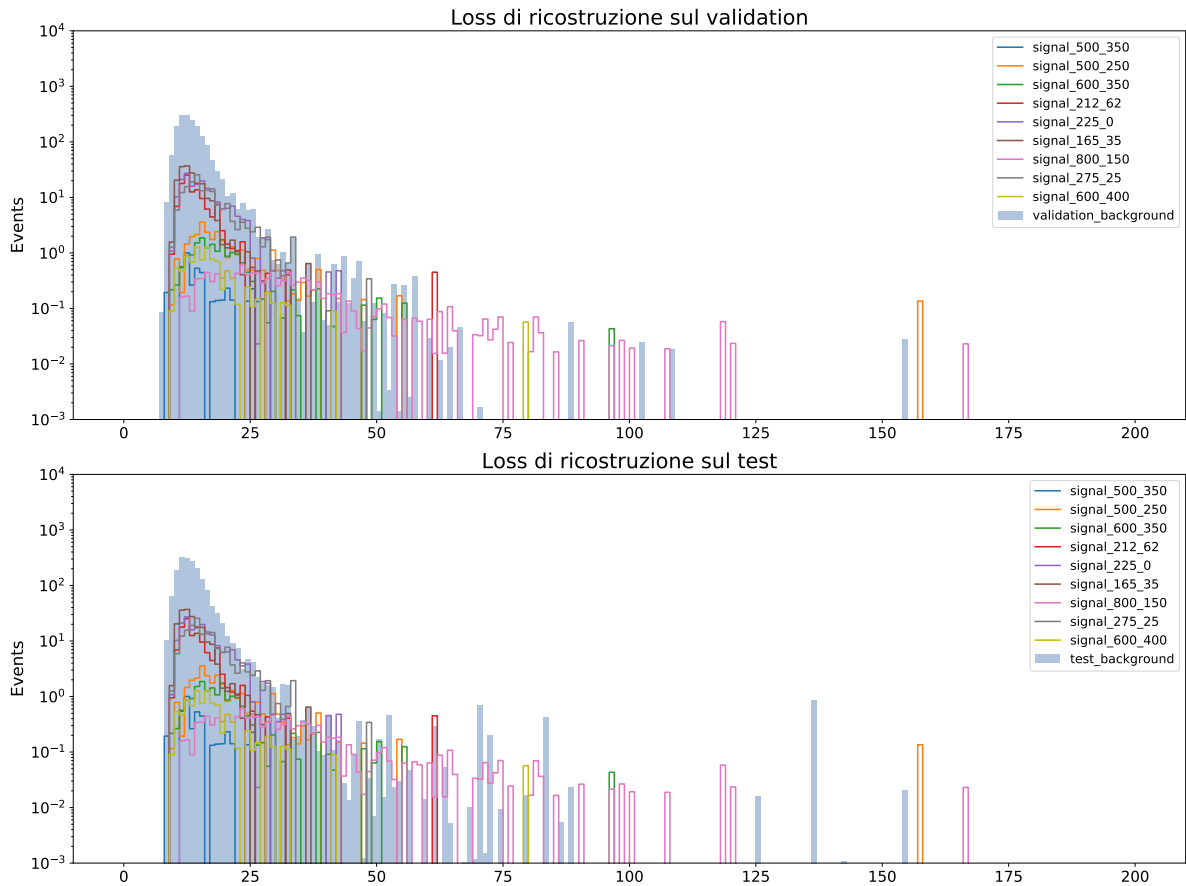 Loss di ricostruzione sul validation
10^4
10^3
10^2
10^1
10^0
10^-1
10^-2
10^-3
Events
signal_500_350
signal_500_250
signal_600_350
signal_212_62
signal_225_0
signal_165_35
signal_800_150
signal_275_25
signal_600_400
validation_background
0 25 50 75 100 125 150 175 200
Loss di ricostruzione sul test
10^4
10^3
10^2
10^1
10^0
10^-1
10^-2
10^-3
Events
signal_500_350
signal_500_250
signal_600_350
signal_212_62
signal_225_0
signal_165_35
signal_800_150
signal_275_25
signal_600_400
test_background
0 25 50 75 100 125 150 175 200